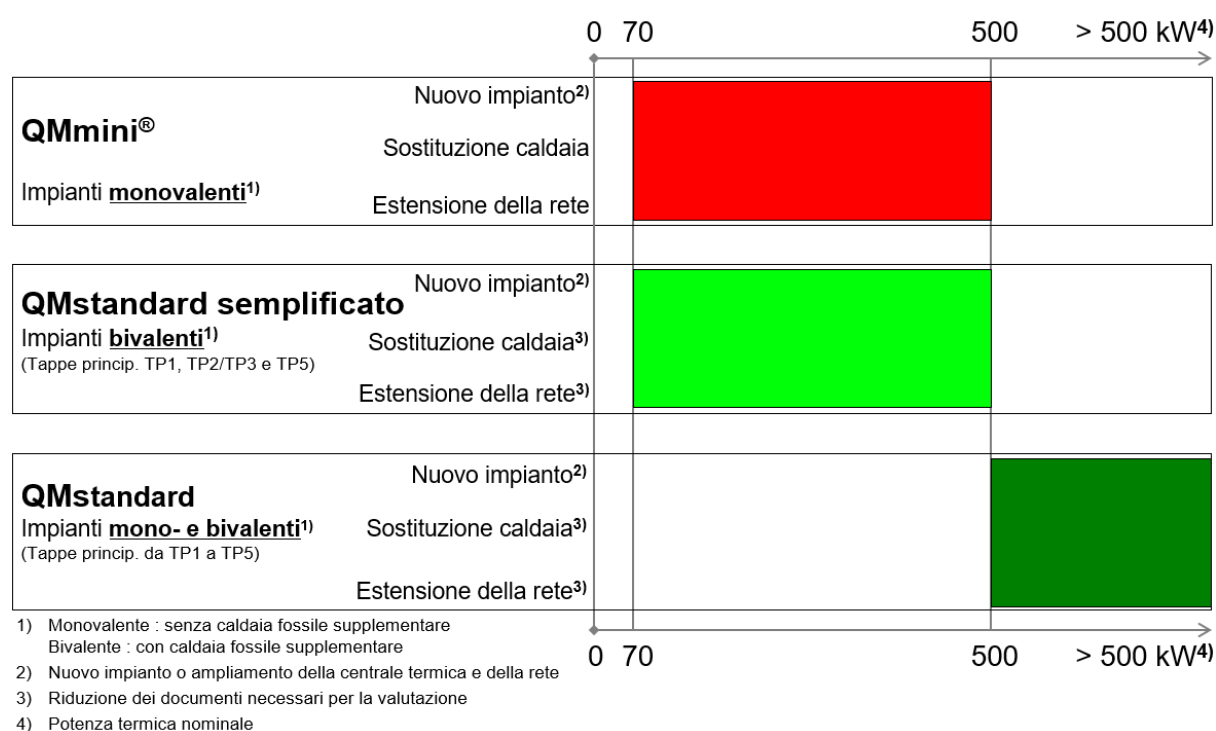 0 70 500 > 500 kW4)
QMmini®
Impianti monovalenti1)
Nuovo impianto2)
Sostituzione caldaia
Estensione della rete
QMstandard semplificato
Impianti bivalenti1)
(Tappe princip. TP1, TP2/TP3 e TP5)
Nuovo impianto2)
Sostituzione caldaia3)
Estensione della rete3)
QMstandard
Impianti mono- e bivalenti1)
(Tappe princip. da TP1 a TP5)
Nuovo impianto2)
Sostituzione caldaia3)
Estensione della rete3)
0 70 500 > 500 kW4)
1) Monovalente : senza caldaia fossile supplementare
Bivalente : con caldaia fossile supplementare
2) Nuovo impianto o ampliamento della centrale termica e della rete
3) Riduzione dei documenti necessari per la valutazione
4) Potenza termica nominale